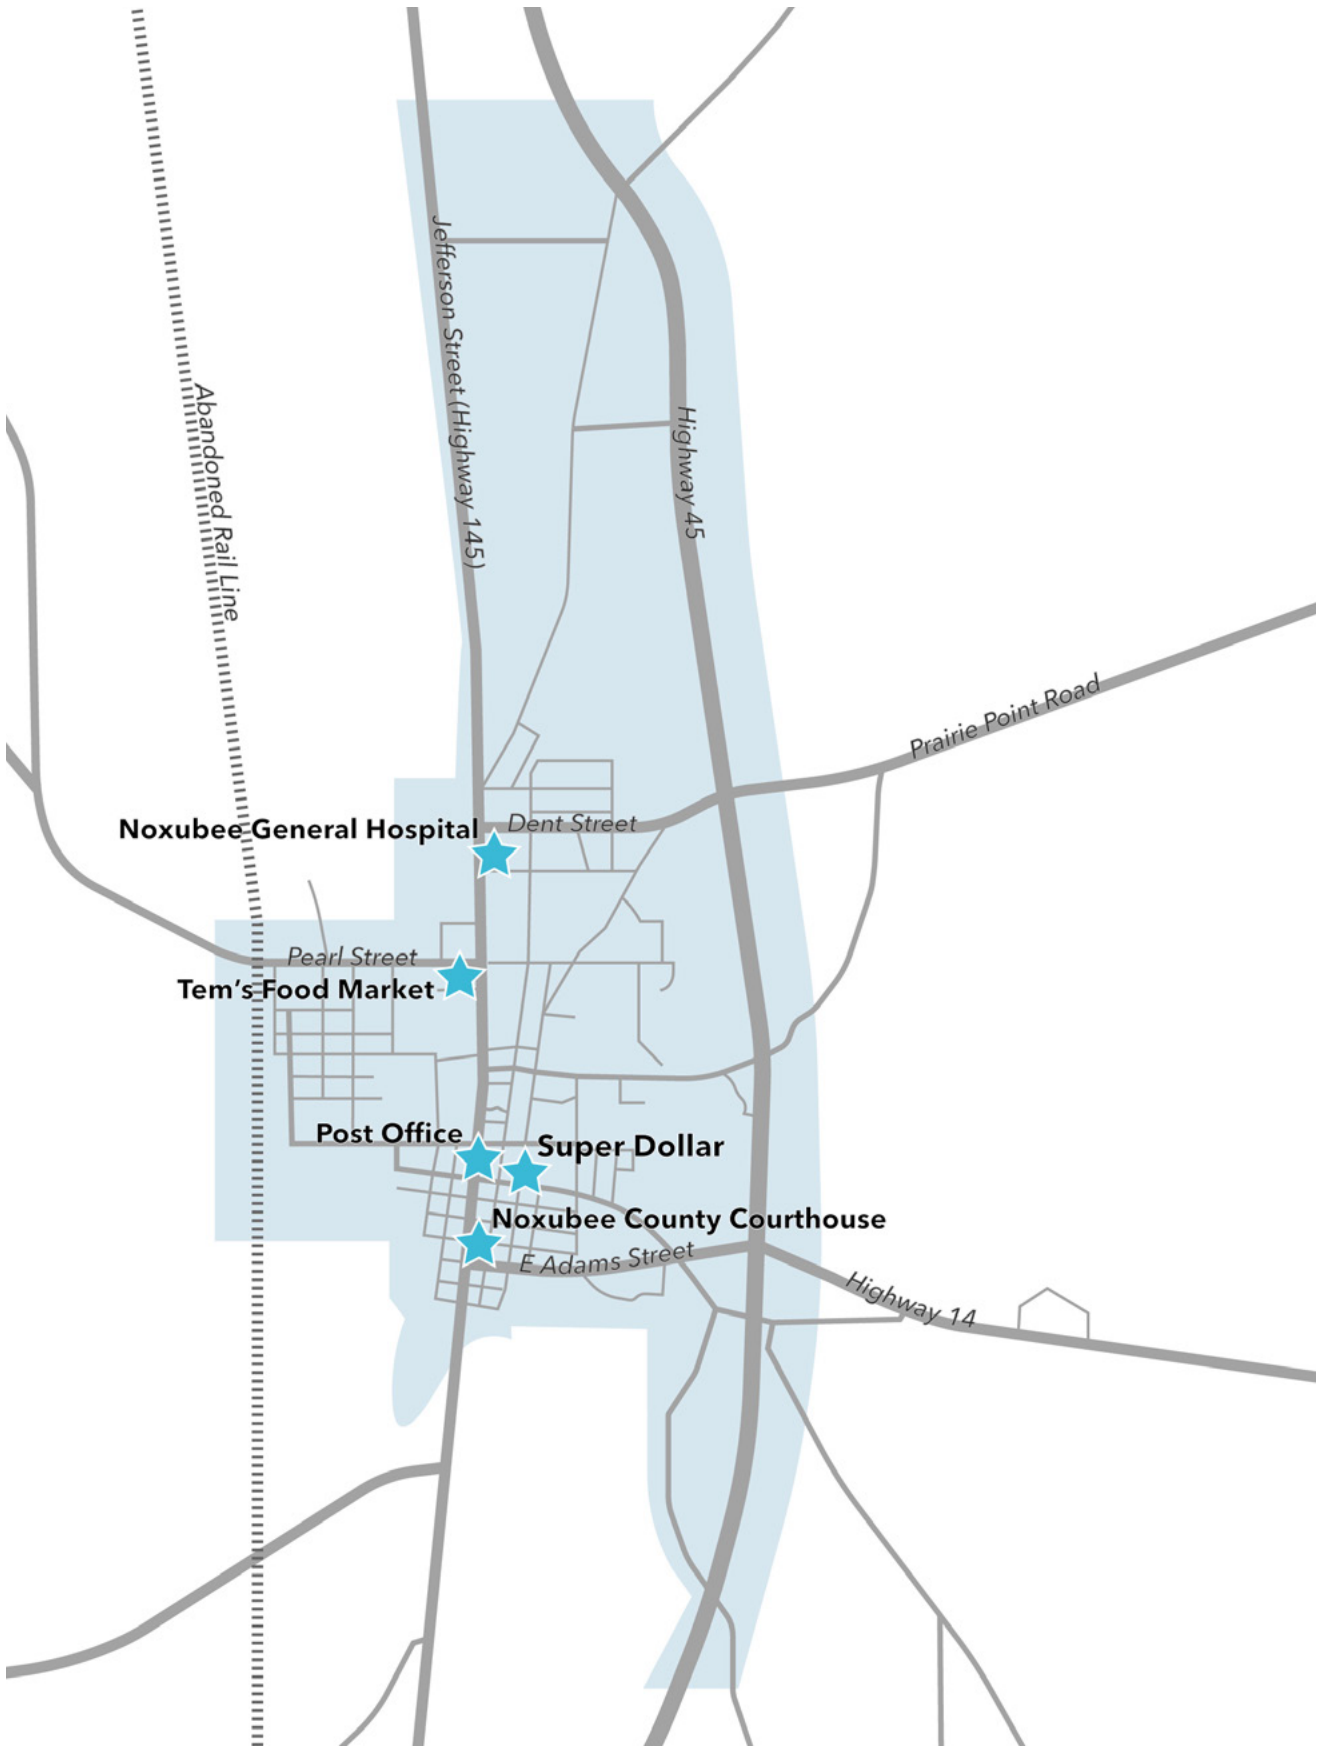 Jefferson Street (Highway 145)
Abandoned Rail Line
Highway 45
Prairie Point Road
Noxubee General Hospital
Dent Street
Pearl Street
Tem's Food Market
Post Office
Super Dollar
Noxubee County Courthouse
E Adams Street
Highway 14